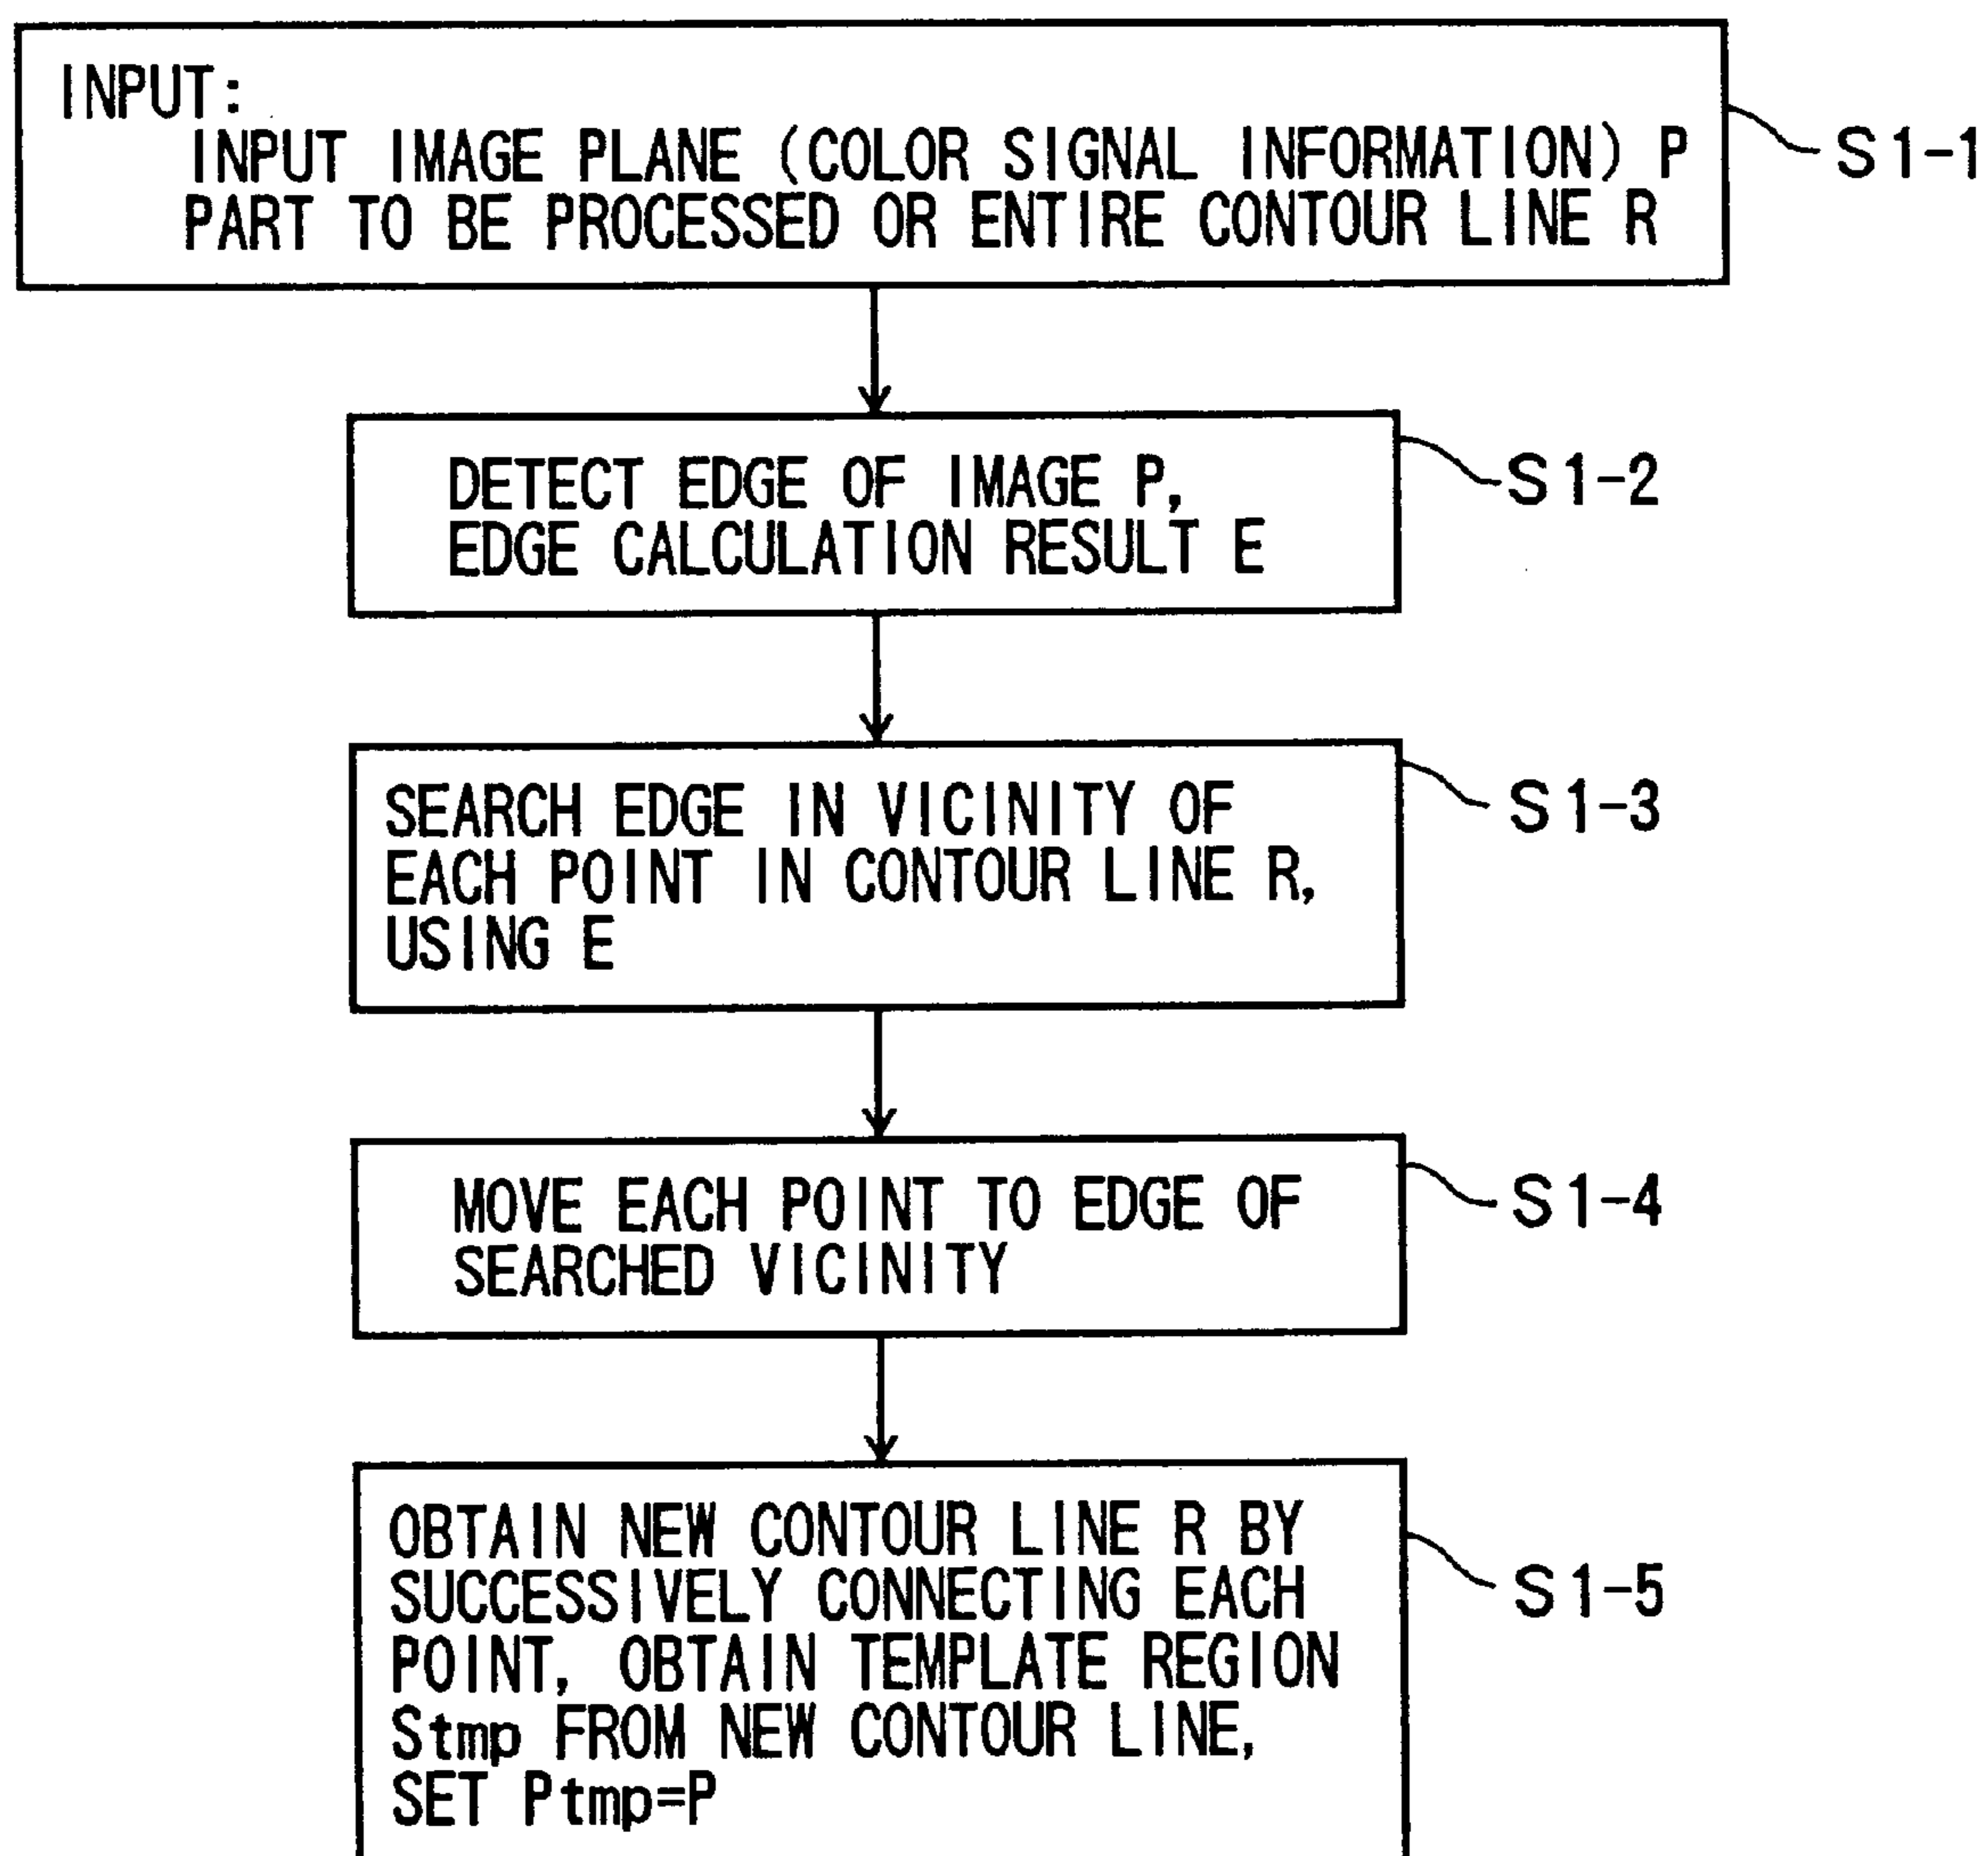 INPUT:
INPUT IMAGE PLANE (COLOR SIGNAL INFORMATION) P
PART TO BE PROCESSED OR ENTIRE CONTOUR LINE R
S1-1
DETECT EDGE OF IMAGE P,
EDGE CALCULATION RESULT E
S1-2
SEARCH EDGE IN VICINITY OF
EACH POINT IN CONTOUR LINE R,
USING E
S1-3
MOVE EACH POINT TO EDGE OF
SEARCHED VICINITY
S1-4
OBTAIN NEW CONTOUR LINE R BY
SUCCESSIVELY CONNECTING EACH
POINT, OBTAIN TEMPLATE REGION
Stmp FROM NEW CONTOUR LINE,
SET Ptmp=P
S1-5